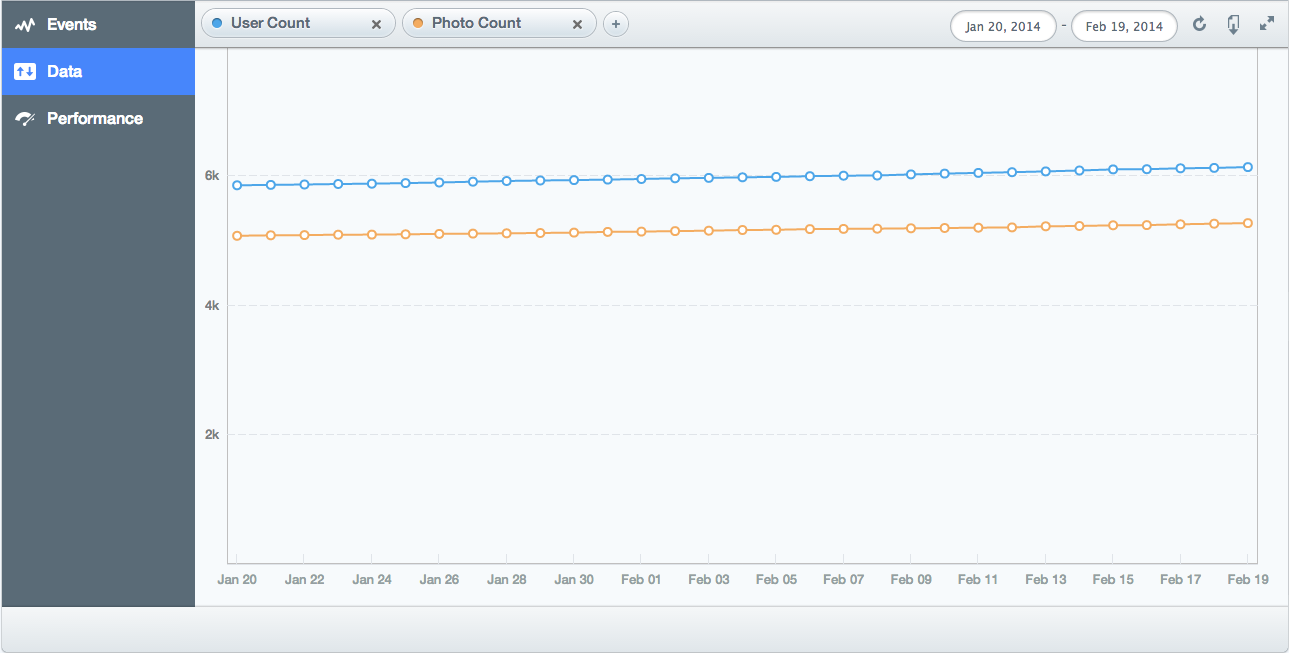 Events
Data
Performance
User Count × Photo Count × +
Jan 20, 2014 - Feb 19, 2014
6k
4k
2k
Jan 20 Jan 22 Jan 24 Jan 26 Jan 28 Jan 30 Feb 01 Feb 03 Feb 05 Feb 07 Feb 09 Feb 11 Feb 13 Feb 15 Feb 17 Feb 19